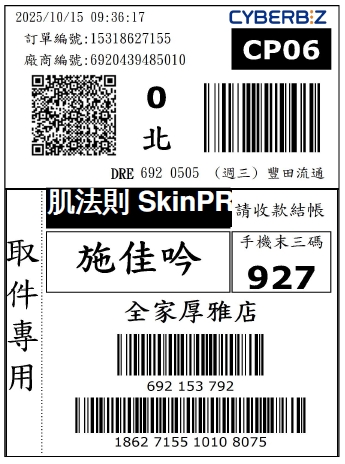 2025/10/15 09:36:17
CYBERBIZ
訂單編號:15318627155
廠商編號:6920439485010
CP06
0
北
DRE 692 0505 (週三) 豐田流通
肌法則 SkinPR
請收款結帳
取件專用
施佳吟
手機末三碼
927
全家厚雅店
692 153 792
1862 7155 1010 8075